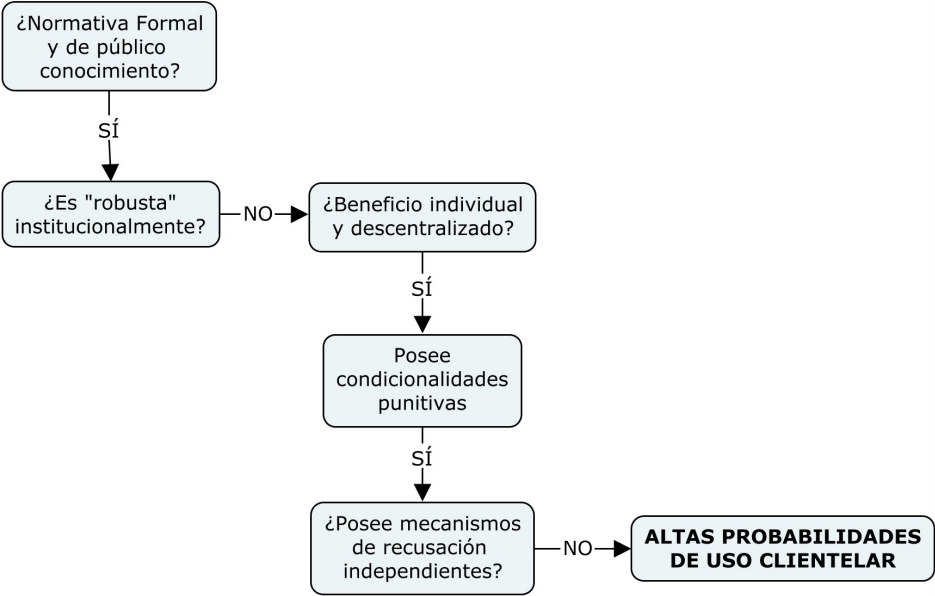 ¿Normativa Formal
y de público
conocimiento?
SÍ
¿Es "robusta"
institucionalmente?
NO
¿Beneficio individual
y descentralizado?
SÍ
Posee
condicionalidades
punitivas
SÍ
¿Posee mecanismos
de recusación
independientes?
NO
ALTAS PROBABILIDADES
DE USO CLIENTELAR